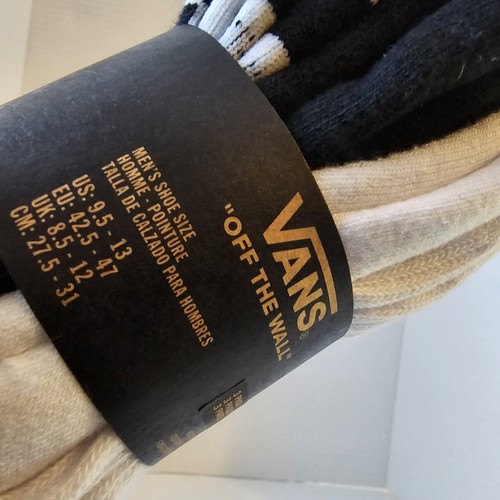 MEN'S SHOE SIZE
HOMME - POINTURE
TALLA DE CALZADO PARA HOMBRES
US: 9.5 - 13
EU: 42.5 - 47
UK: 8.5 - 12
CM: 27.5 - 31
VANS®
"OFF THE WALL"